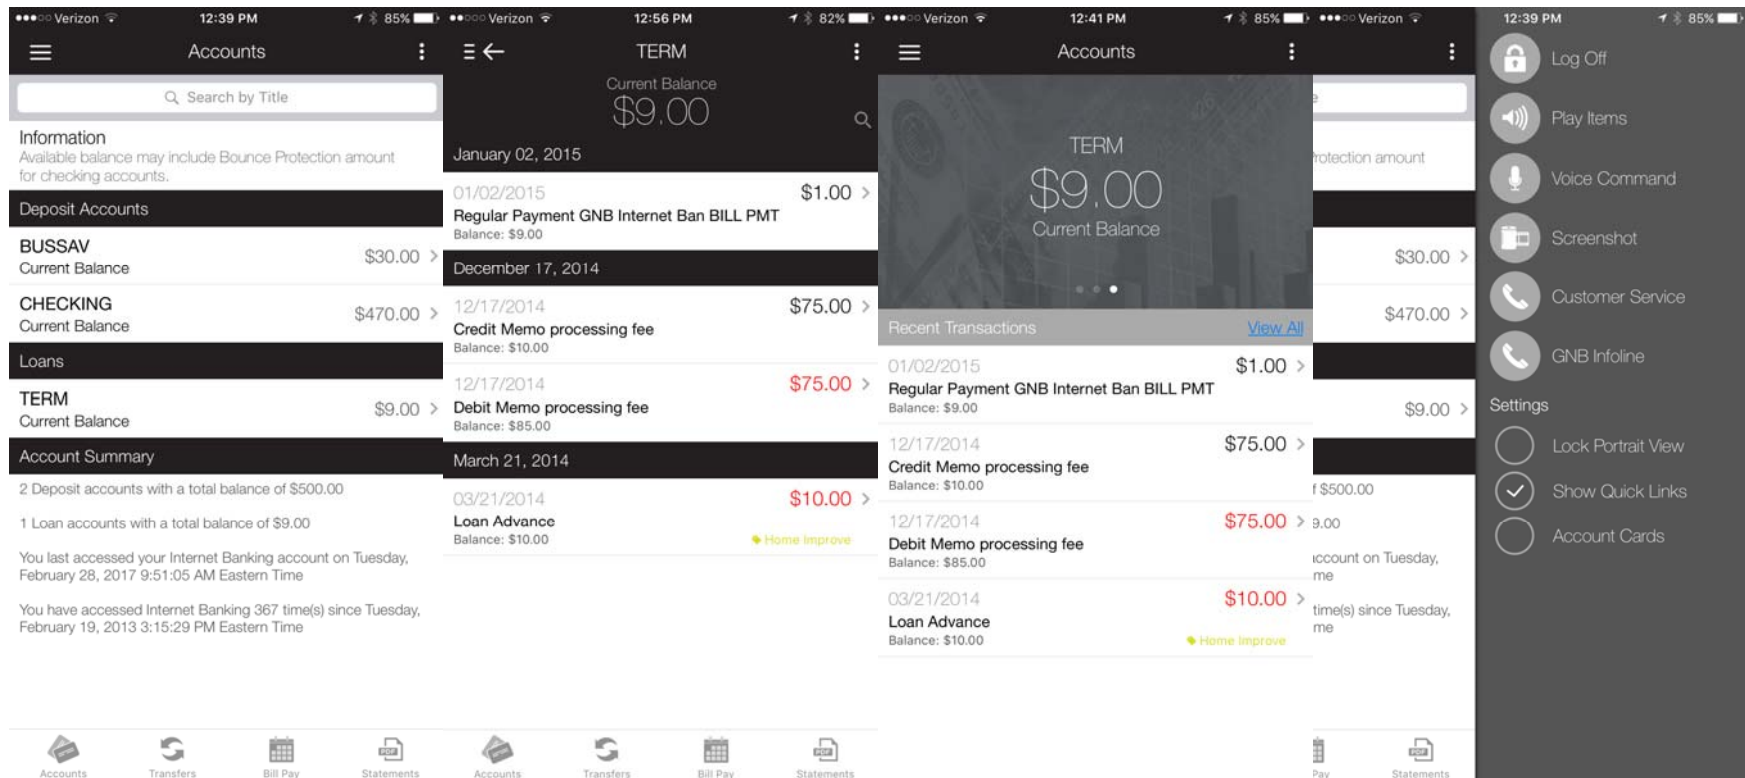 Verizon 12:39 PM 85%
Accounts
Search by Title
Information
Available balance may include Bounce Protection amount
for checking accounts.
Deposit Accounts
BUSSAV
Current Balance
$30.00
CHECKING
Current Balance
$470.00
Loans
TERM
Current Balance
$9.00
Account Summary
2 Deposit accounts with a total balance of $500.00
1 Loan accounts with a total balance of $9.00
You last accessed your Internet Banking account on Tuesday,
February 28, 2017 9:51:05 AM Eastern Time
You have accessed Internet Banking 367 time(s) since Tuesday,
February 19, 2013 3:15:29 PM Eastern Time
Accounts Transfers Bill Pay PDF Statements
Verizon 12:56 PM 82%
TERM
Current Balance
$9.00
January 02, 2015
01/02/2015 $1.00
Regular Payment GNB Internet Ban BILL PMT
Balance: $9.00
December 17, 2014
12/17/2014 $75.00
Credit Memo processing fee
Balance: $10.00
12/17/2014 $75.00
Debit Memo processing fee
Balance: $85.00
March 21, 2014
03/21/2014 $10.00
Loan Advance
Balance: $10.00 Home Improve
Accounts Transfers Bill Pay PDF Statements
Verizon 12:41 PM 85%
Accounts
TERM
$9.00
Current Balance
Recent Transactions View All
01/02/2015 $1.00
Regular Payment GNB Internet Ban BILL PMT
Balance: $9.00
12/17/2014 $75.00
Credit Memo processing fee
Balance: $10.00
12/17/2014 $75.00
Debit Memo processing fee
Balance: $85.00
03/21/2014 $10.00
Loan Advance
Balance: $10.00 Home Improve
Verizon 12:39 PM 85%
e
Protection amount
$30.00
$470.00
$9.00
f $500.00
9.00
account on Tuesday,
me
time(s) since Tuesday,
me
Pay PDF Statements
Log Off
Play Items
Voice Command
Screenshot
Customer Service
GNB Infoline
Settings
Lock Portrait View
Show Quick Links
Account Cards